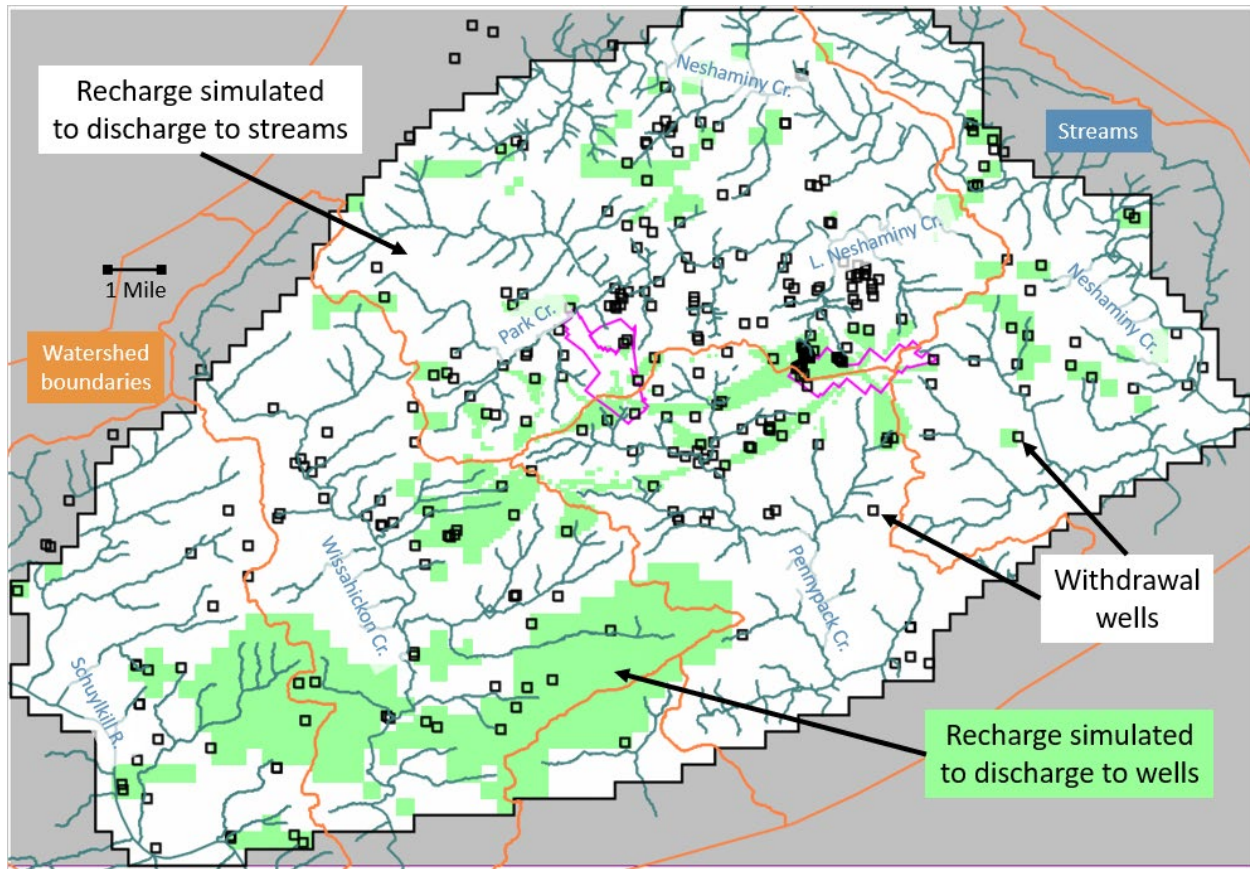 Neshaminy Cr.
Recharge simulated
to discharge to streams
Streams
L. Neshaminy Cr.
Neshaminy Cr.
1 Mile
Park Cr.
Watershed
boundaries
Wissahickon Cr.
Pennypack Cr.
Withdrawal
wells
Schuylkill R.
Recharge simulated
to discharge to wells